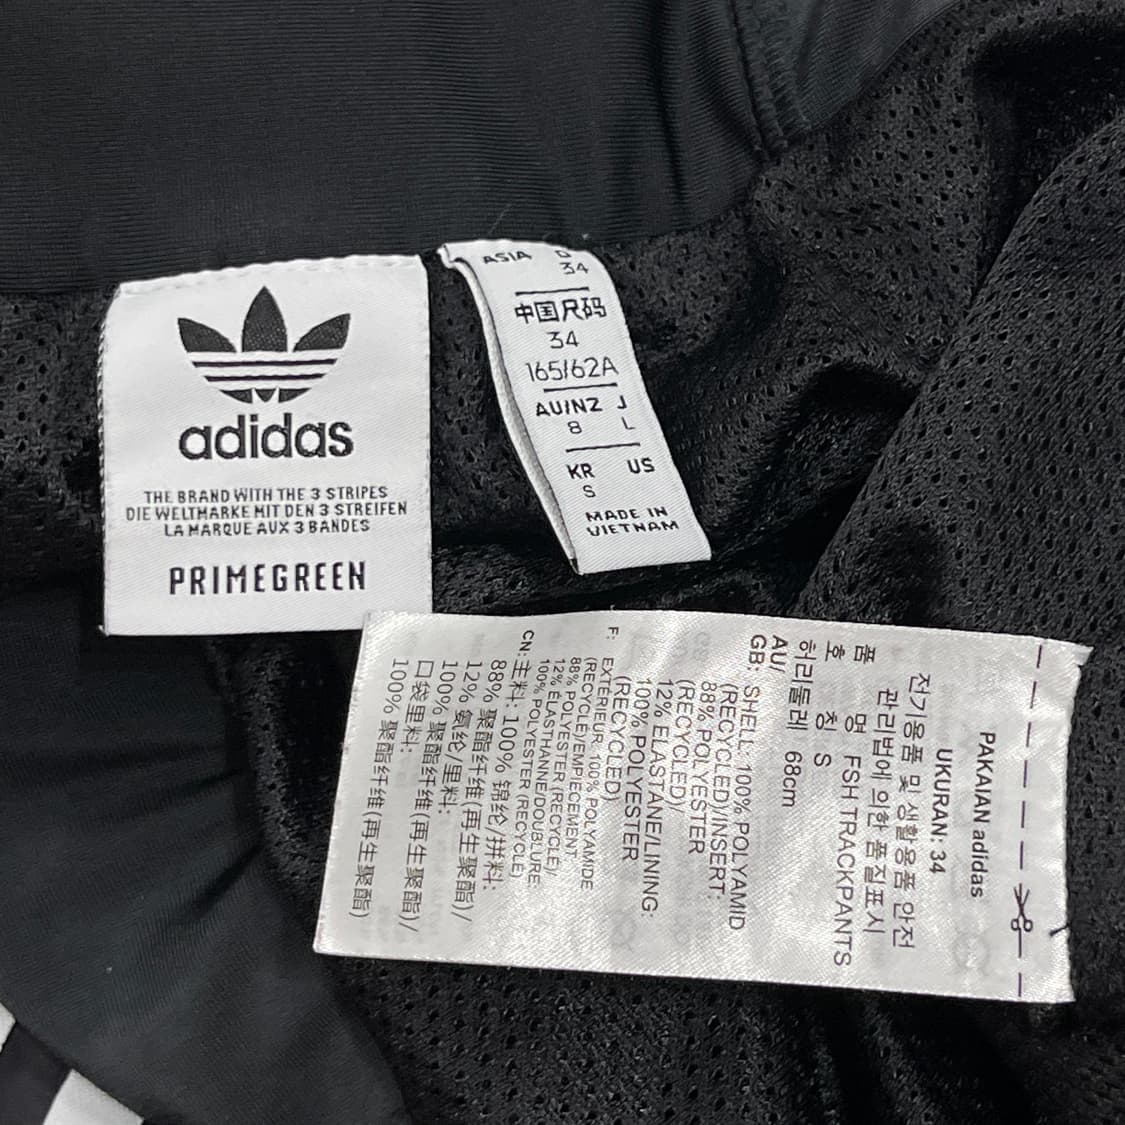 adidas
THE BRAND WITH THE 3 STRIPES
DIE WELTMARKE MIT DEN 3 STREIFEN
LA MARQUE AUX 3 BANDES
PRIMEGREEN
ASIA D
34
中国尺码
34
165/62A
AU/NZ J
8 L
KR US
S
MADE IN
VIETNAM
PAKAIAN adidas
UKURAN: 34
전기용품 및 생활용품 안전
관리법에 의한 품질표시
품 명 FSH TRACKPANTS
호 칭 S
허리둘레 68cm
AU/
GB: SHELL: 100% POLYAMID
(RECYCLED)/INSERT:
88% POLYESTER
(RECYCLED)/
12% ELASTANE/LINING:
100% POLYESTER
(RECYCLED)
F: EXTÉRIEUR: 100% POLYAMIDE
(RECYCLÉ)/EMPIÈCEMENT:
88% POLYESTER (RECYCLÉ)/
12% ÉLASTHANNE/DOUBLURE:
100% POLYESTER (RECYCLÉ)
CN: 主料: 100% 锦纶/拼料:
88% 聚酯纤维(再生聚酯)/
12% 氨纶/里料:
100% 聚酯纤维(再生聚酯)/
口袋里料:
100% 聚酯纤维(再生聚酯)